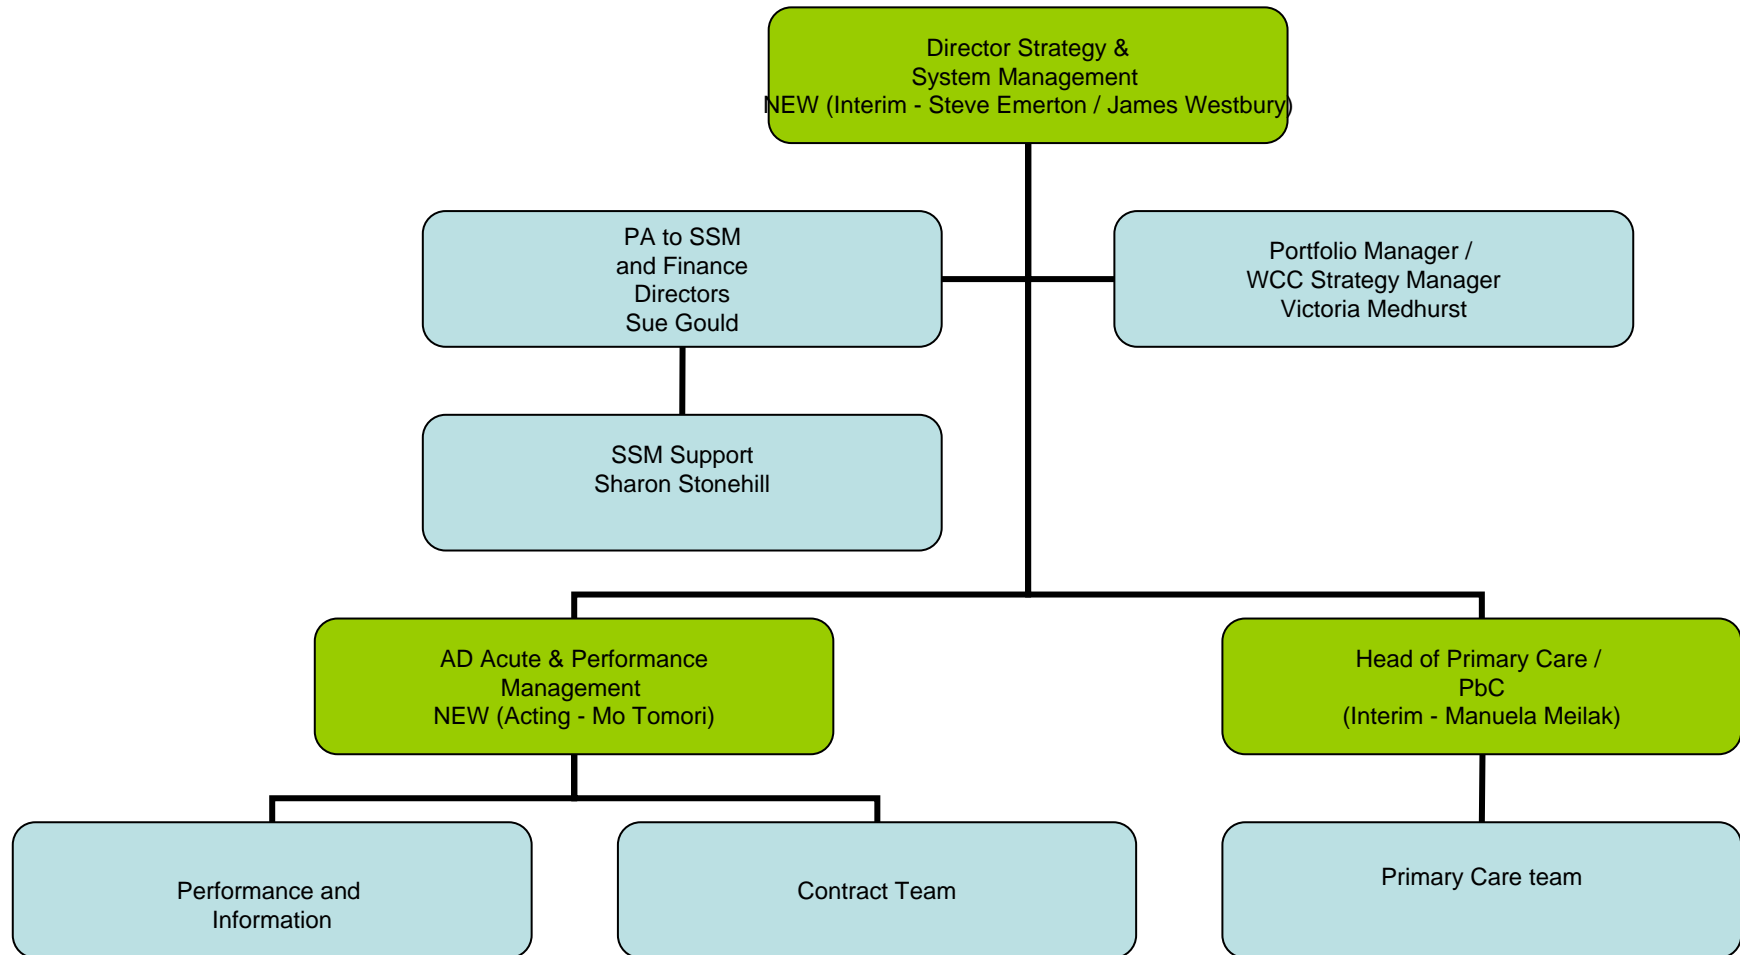 Director Strategy &
System Management
NEW (Interim - Steve Emerton / James Westbury)
PA to SSM
and Finance
Directors
Sue Gould
Portfolio Manager /
WCC Strategy Manager
Victoria Medhurst
SSM Support
Sharon Stonehill
AD Acute & Performance
Management
NEW (Acting - Mo Tomori)
Head of Primary Care /
PbC
(Interim - Manuela Meilak)
Performance and
Information
Contract Team
Primary Care team